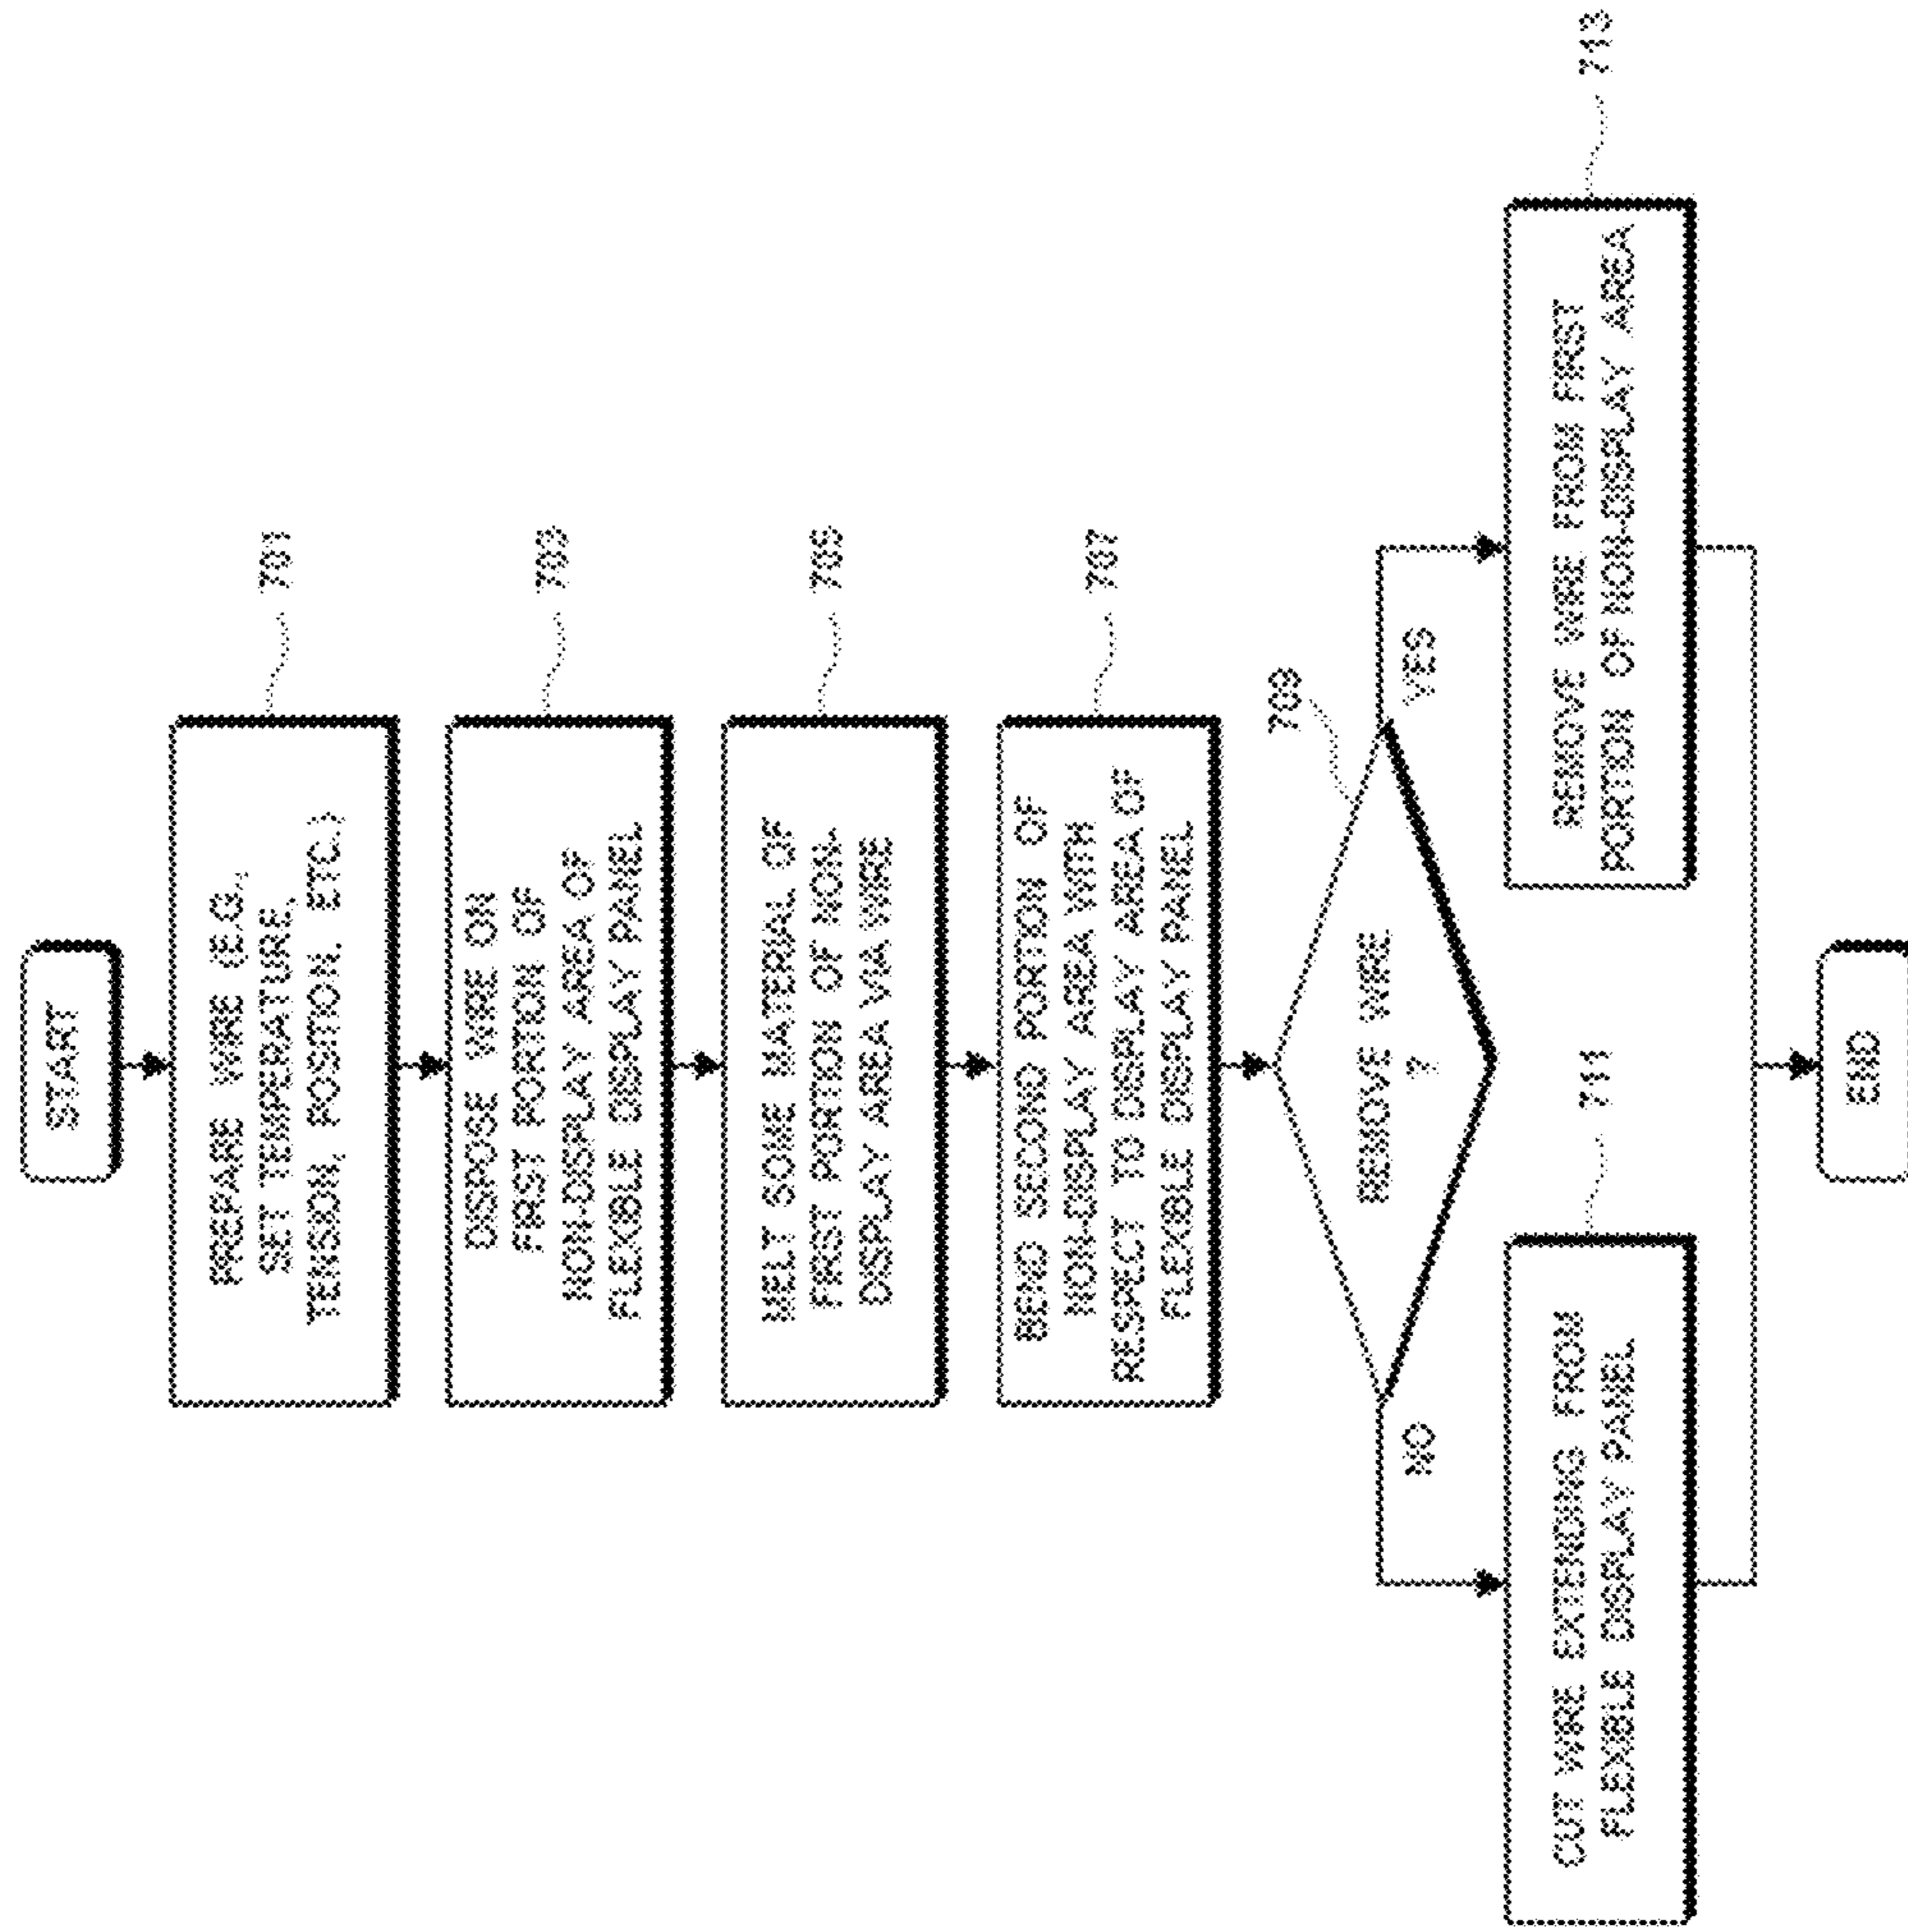 START
PREPARE WIRE (E.G.,
SET TEMPERATURE,
TENSION, POSITION, ETC.)
701
DISPOSE WIRE ON
FIRST PORTION OF
NON-DISPLAY AREA OF
FLEXIBLE DISPLAY PANEL
703
MELT SOME MATERIAL OF
FIRST PORTION OF NON-
DISPLAY AREA VIA WIRE
705
BEND SECOND PORTION OF
NON-DISPLAY AREA WITH
RESPECT TO DISPLAY AREA OF
FLEXIBLE DISPLAY PANEL
707
709
REMOVE WIRE
?
NO
YES
711
CUT WIRE EXTENDING FROM
FLEXIBLE DISPLAY PANEL
713
REMOVE WIRE FROM FIRST
PORTION OF NON-DISPLAY AREA
END